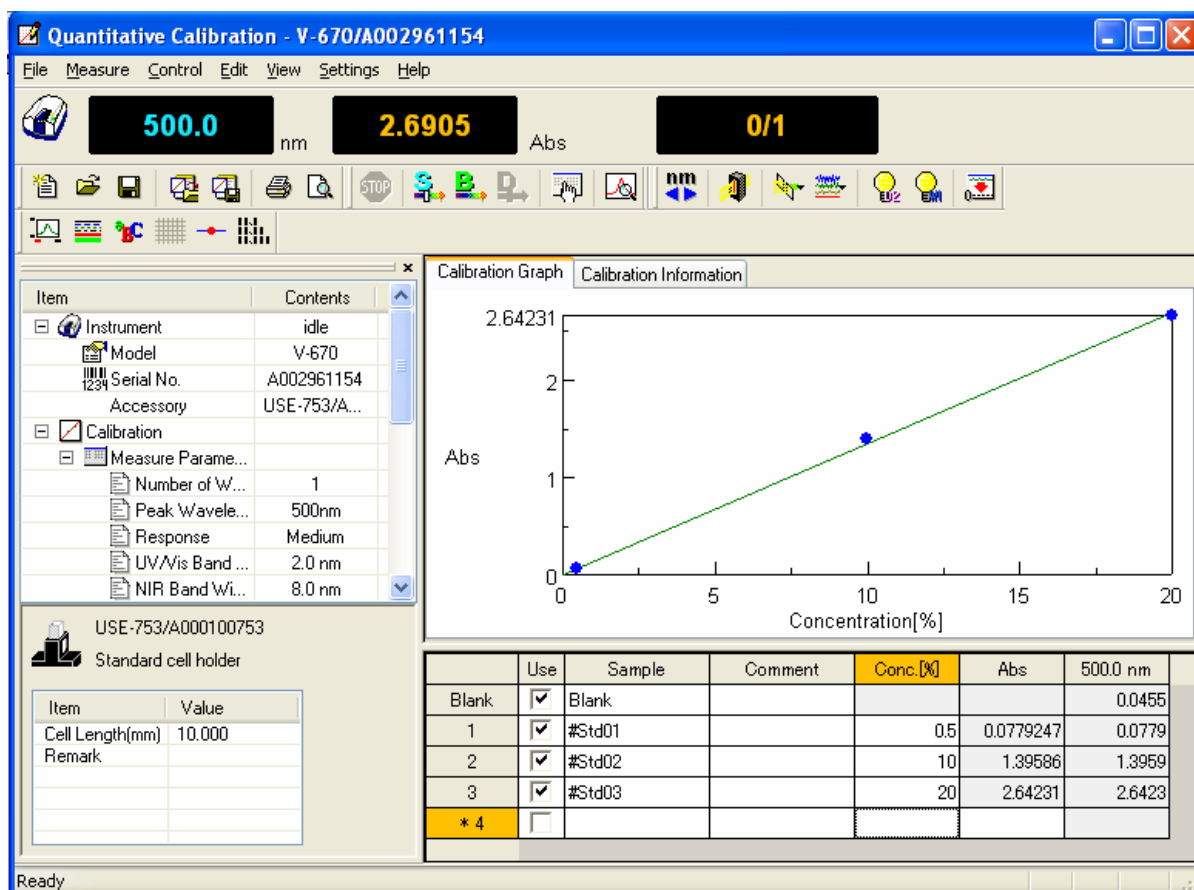 Quantitative Calibration - V-670/A002961154
File Measure Control Edit View Settings Help
500.0 nm 2.6905 Abs 0/1
STOP S B D nm D2 0
BC
Item Contents
Instrument idle
Model V-670
1234 Serial No. A002961154
Accessory USE-753/A...
Calibration
Measure Parame...
Number of W... 1
Peak Wavele... 500nm
Response Medium
UV/Vis Band ... 2.0 nm
NIR Band Wi... 8.0 nm
USE-753/A000100753
Standard cell holder
Item Value
Cell Length(mm) 10.000
Remark
Calibration Graph Calibration Information
2.64231
2
Abs
1
0
0 5 10 15 20
Concentration[%]
Use Sample Comment Conc.[%] Abs 500.0 nm
Blank Blank 0.0455
1 #Std01 0.5 0.0779247 0.0779
2 #Std02 10 1.39586 1.3959
3 #Std03 20 2.64231 2.6423
* 4
Ready